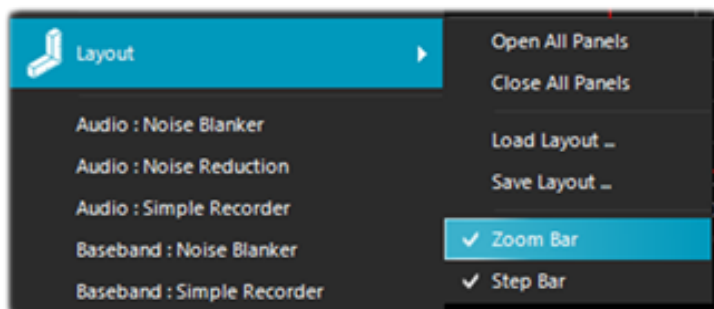 Layout
Audio : Noise Blanker
Audio : Noise Reduction
Audio : Simple Recorder
Baseband : Noise Blanker
Baseband : Simple Recorder
Open All Panels
Close All Panels
Load Layout ...
Save Layout ...
Zoom Bar
Step Bar